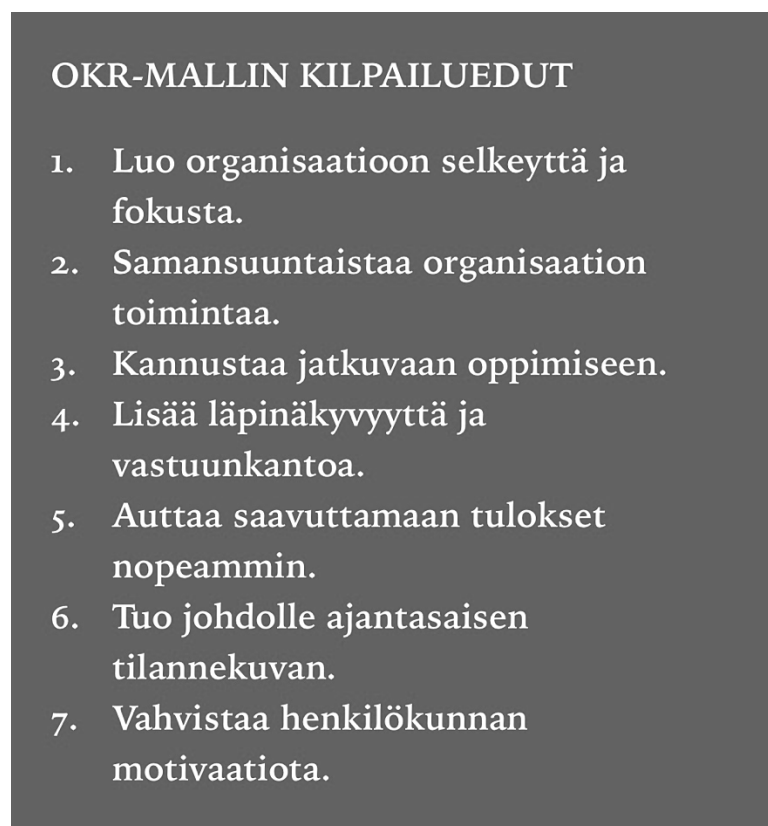 OKR-MALLIN KILPAILUEDUT
1. Luo organisaatioon selkeyttä ja
fokusta.
2. Samansuuntaistaa organisaation
toimintaa.
3. Kannustaa jatkuvaan oppimiseen.
4. Lisää läpinäkyvyyttä ja
vastuunkantoa.
5. Auttaa saavuttamaan tulokset
nopeammin.
6. Tuo johdolle ajantasaisen
tilannekuvan.
7. Vahvistaa henkilökunnan
motivaatiota.